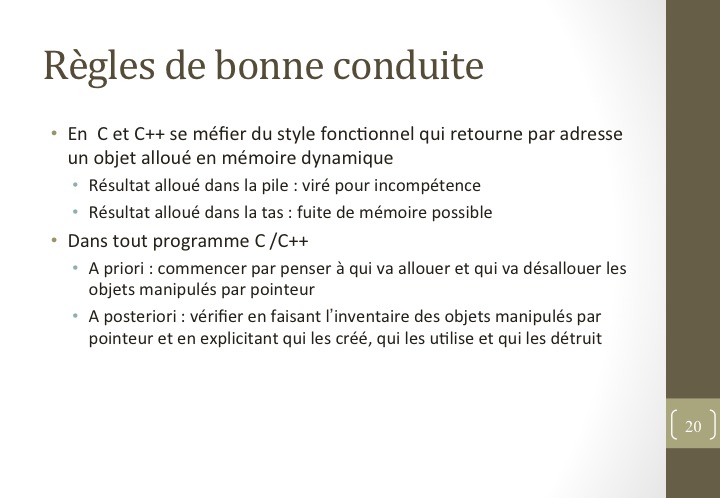 Règles de bonne conduite
• En  C et C++ se méfier du style fonctionnel qui retourne par adresse
un objet alloué en mémoire dynamique
• Résultat alloué dans la pile : viré pour incompétence
• Résultat alloué dans la tas : fuite de mémoire possible
• Dans tout programme C /C++
• A priori : commencer par penser à qui va allouer et qui va désallouer les
objets manipulés par pointeur
• A posteriori : vérifier en faisant l'inventaire des objets manipulés par
pointeur et en explicitant qui les créé, qui les utilise et qui les détruit
20